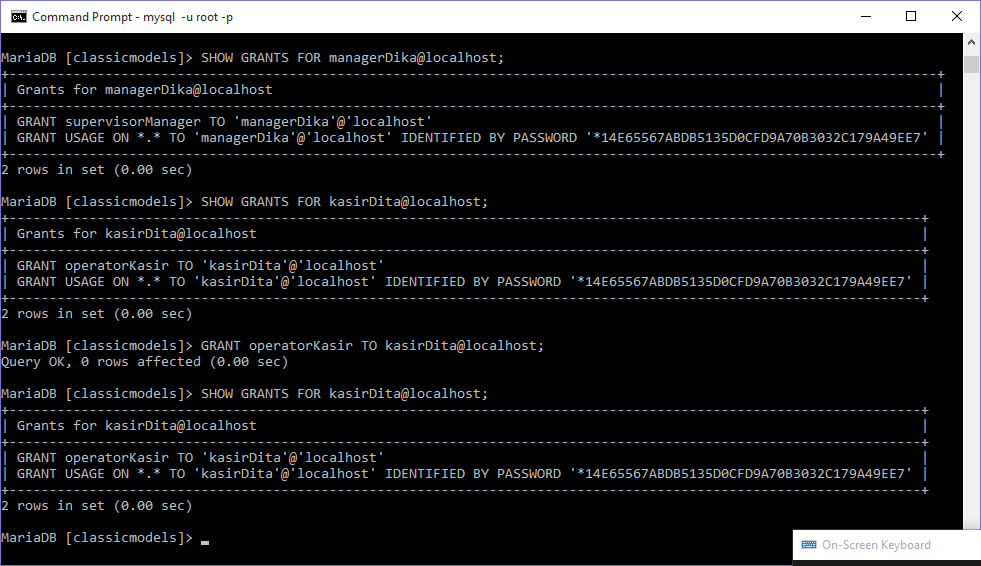 Command Prompt - mysql  -u root -p
MariaDB [classicmodels]> SHOW GRANTS FOR managerDika@localhost;
+--------------------------------------------------------------------------------------------------------------------+
| Grants for managerDika@localhost                                                                                   |
+--------------------------------------------------------------------------------------------------------------------+
| GRANT supervisorManager TO 'managerDika'@'localhost'                                                               |
| GRANT USAGE ON *.* TO 'managerDika'@'localhost' IDENTIFIED BY PASSWORD '*14E65567ABDB5135D0CFD9A70B3032C179A49EE7' |
+--------------------------------------------------------------------------------------------------------------------+
2 rows in set (0.00 sec)
MariaDB [classicmodels]> SHOW GRANTS FOR kasirDita@localhost;
+------------------------------------------------------------------------------------------------------------------+
| Grants for kasirDita@localhost                                                                                   |
+------------------------------------------------------------------------------------------------------------------+
| GRANT operatorKasir TO 'kasirDita'@'localhost'                                                                   |
| GRANT USAGE ON *.* TO 'kasirDita'@'localhost' IDENTIFIED BY PASSWORD '*14E65567ABDB5135D0CFD9A70B3032C179A49EE7' |
+------------------------------------------------------------------------------------------------------------------+
2 rows in set (0.00 sec)
MariaDB [classicmodels]> GRANT operatorKasir TO kasirDita@localhost;
Query OK, 0 rows affected (0.00 sec)
MariaDB [classicmodels]> SHOW GRANTS FOR kasirDita@localhost;
+------------------------------------------------------------------------------------------------------------------+
| Grants for kasirDita@localhost                                                                                   |
+------------------------------------------------------------------------------------------------------------------+
| GRANT operatorKasir TO 'kasirDita'@'localhost'                                                                   |
| GRANT USAGE ON *.* TO 'kasirDita'@'localhost' IDENTIFIED BY PASSWORD '*14E65567ABDB5135D0CFD9A70B3032C179A49EE7' |
+------------------------------------------------------------------------------------------------------------------+
2 rows in set (0.00 sec)
MariaDB [classicmodels]> _
On-Screen Keyboard